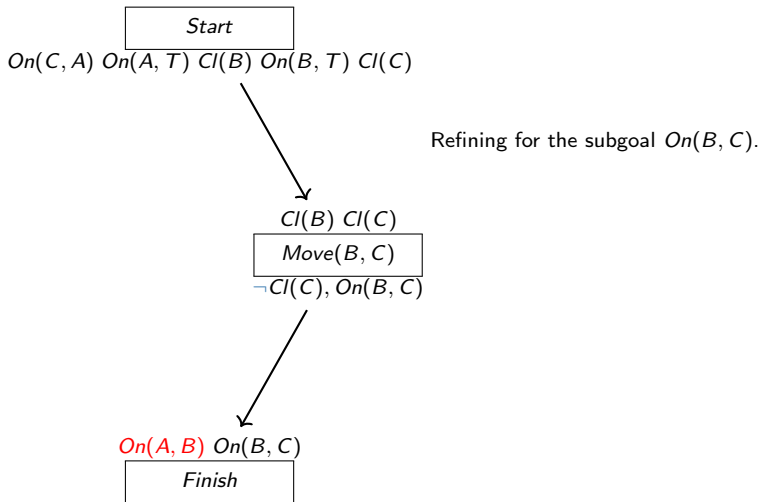 Start
On(C, A) On(A, T) Cl(B) On(B, T) Cl(C)
Refining for the subgoal On(B, C).
Cl(B) Cl(C)
Move(B, C)
¬Cl(C), On(B, C)
On(A, B) On(B, C)
Finish